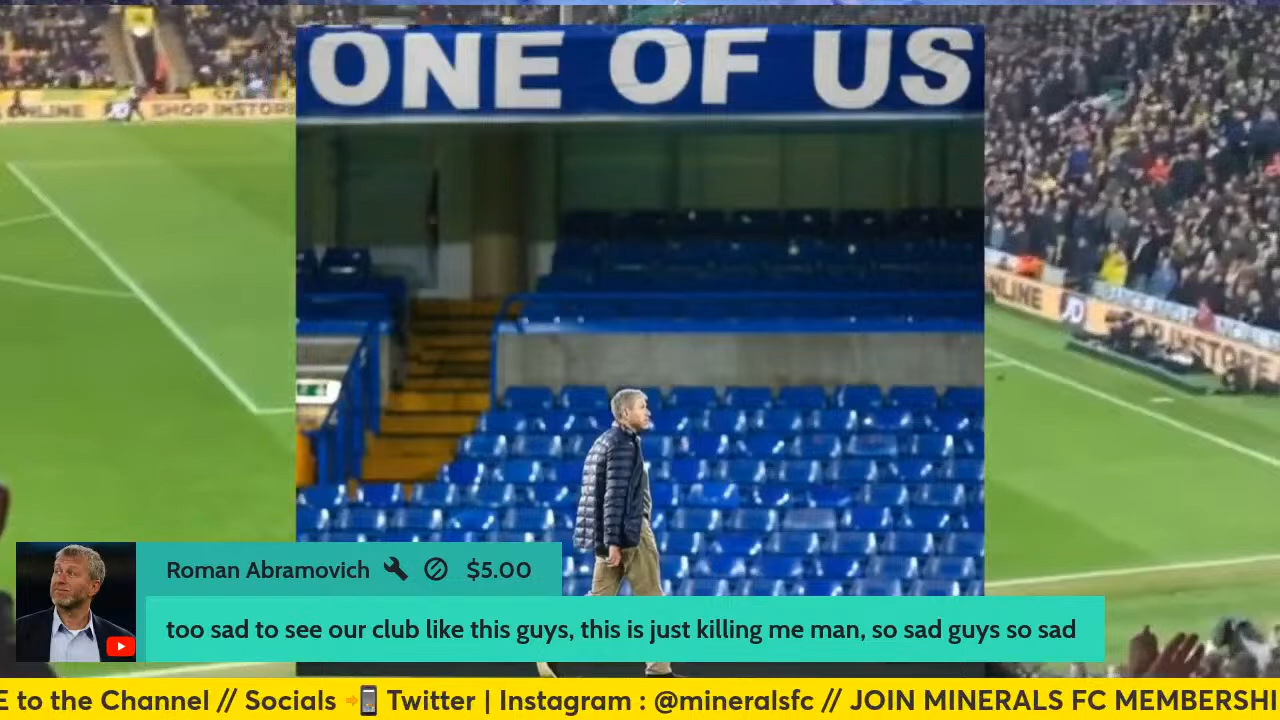 ONE OF US
NLINE SHOP INSTORE
NLINE
Roman Abramovich $5.00
too sad to see our club like this guys, this is just killing me man, so sad guys so sad
E to the Channel // Socials Twitter | Instagram : @mineralsfc // JOIN MINERALS FC MEMBERSHI